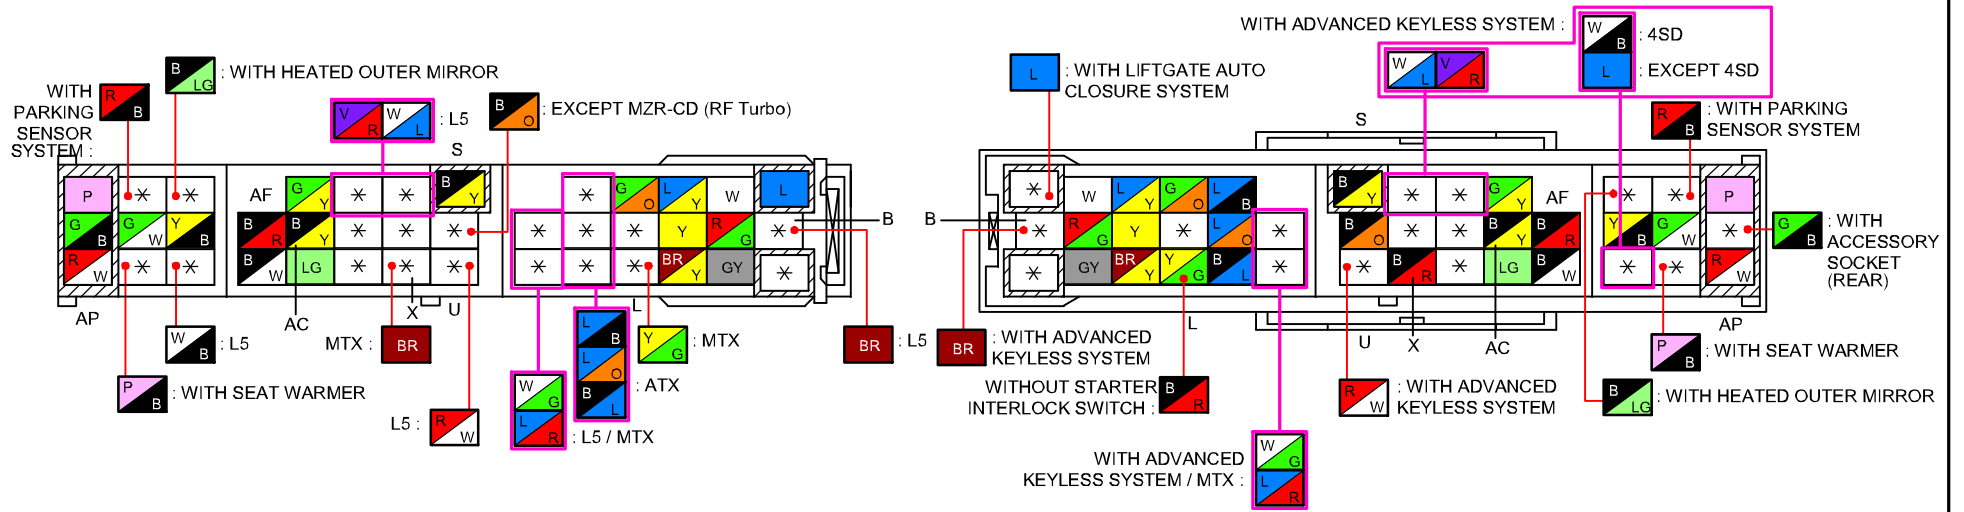 WITH
PARKING
SENSOR
SYSTEM :
R B
B LG : WITH HEATED OUTER MIRROR
V R W L : L5
B O : EXCEPT MZR-CD (RF Turbo)
S
P * * AF G Y * * B Y * G O L Y W L
G B G W Y B B R B Y * * * * * * Y R G * B
R W * * B W LG * * * * * * BR Y GY *
AP
AC
X
U
L
W B : L5
MTX : BR
Y G : MTX
BR : L5
P B : WITH SEAT WARMER
L5 : R W
W G
L R : L5 / MTX
L B
L O : ATX
B L
WITH ADVANCED KEYLESS SYSTEM :
W B : 4SD
L : EXCEPT 4SD
W L V R
L : WITH LIFTGATE AUTO
CLOSURE SYSTEM
S
R B : WITH PARKING
SENSOR SYSTEM
* W L Y G O L B B Y * * G Y AF * * P
B * R G Y * L O * B O * * B Y B R Y B G W *
* GY BR Y Y G B L * * B R * LG B W * * R W
G B : WITH
ACCESSORY
SOCKET
(REAR)
L
U
X
AC
AP
BR : WITH ADVANCED
KEYLESS SYSTEM
P B : WITH SEAT WARMER
WITHOUT STARTER
INTERLOCK SWITCH : B R
R W : WITH ADVANCED
KEYLESS SYSTEM
B LG : WITH HEATED OUTER MIRROR
WITH ADVANCED
KEYLESS SYSTEM / MTX :
W G
L R